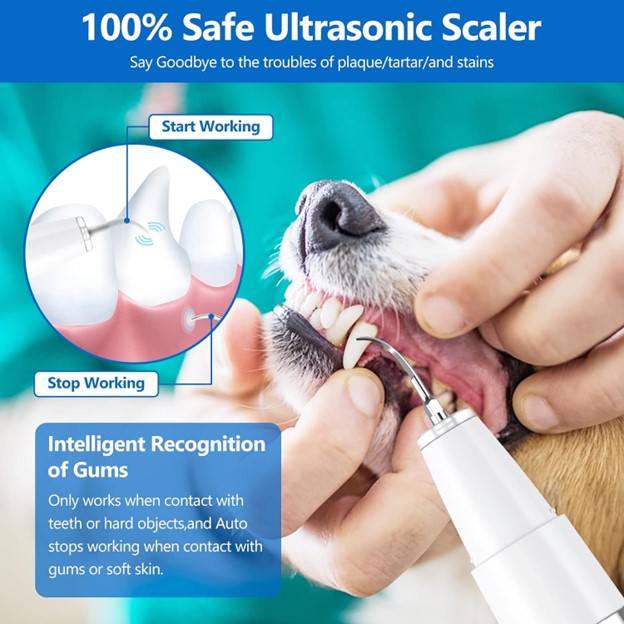 100% Safe Ultrasonic Scaler
Say Goodbye to the troubles of plaque/tartar/and stains
Start Working
Stop Working
Intelligent Recognition
of Gums
Only works when contact with
teeth or hard objects,and Auto
stops working when contact with
gums or soft skin.